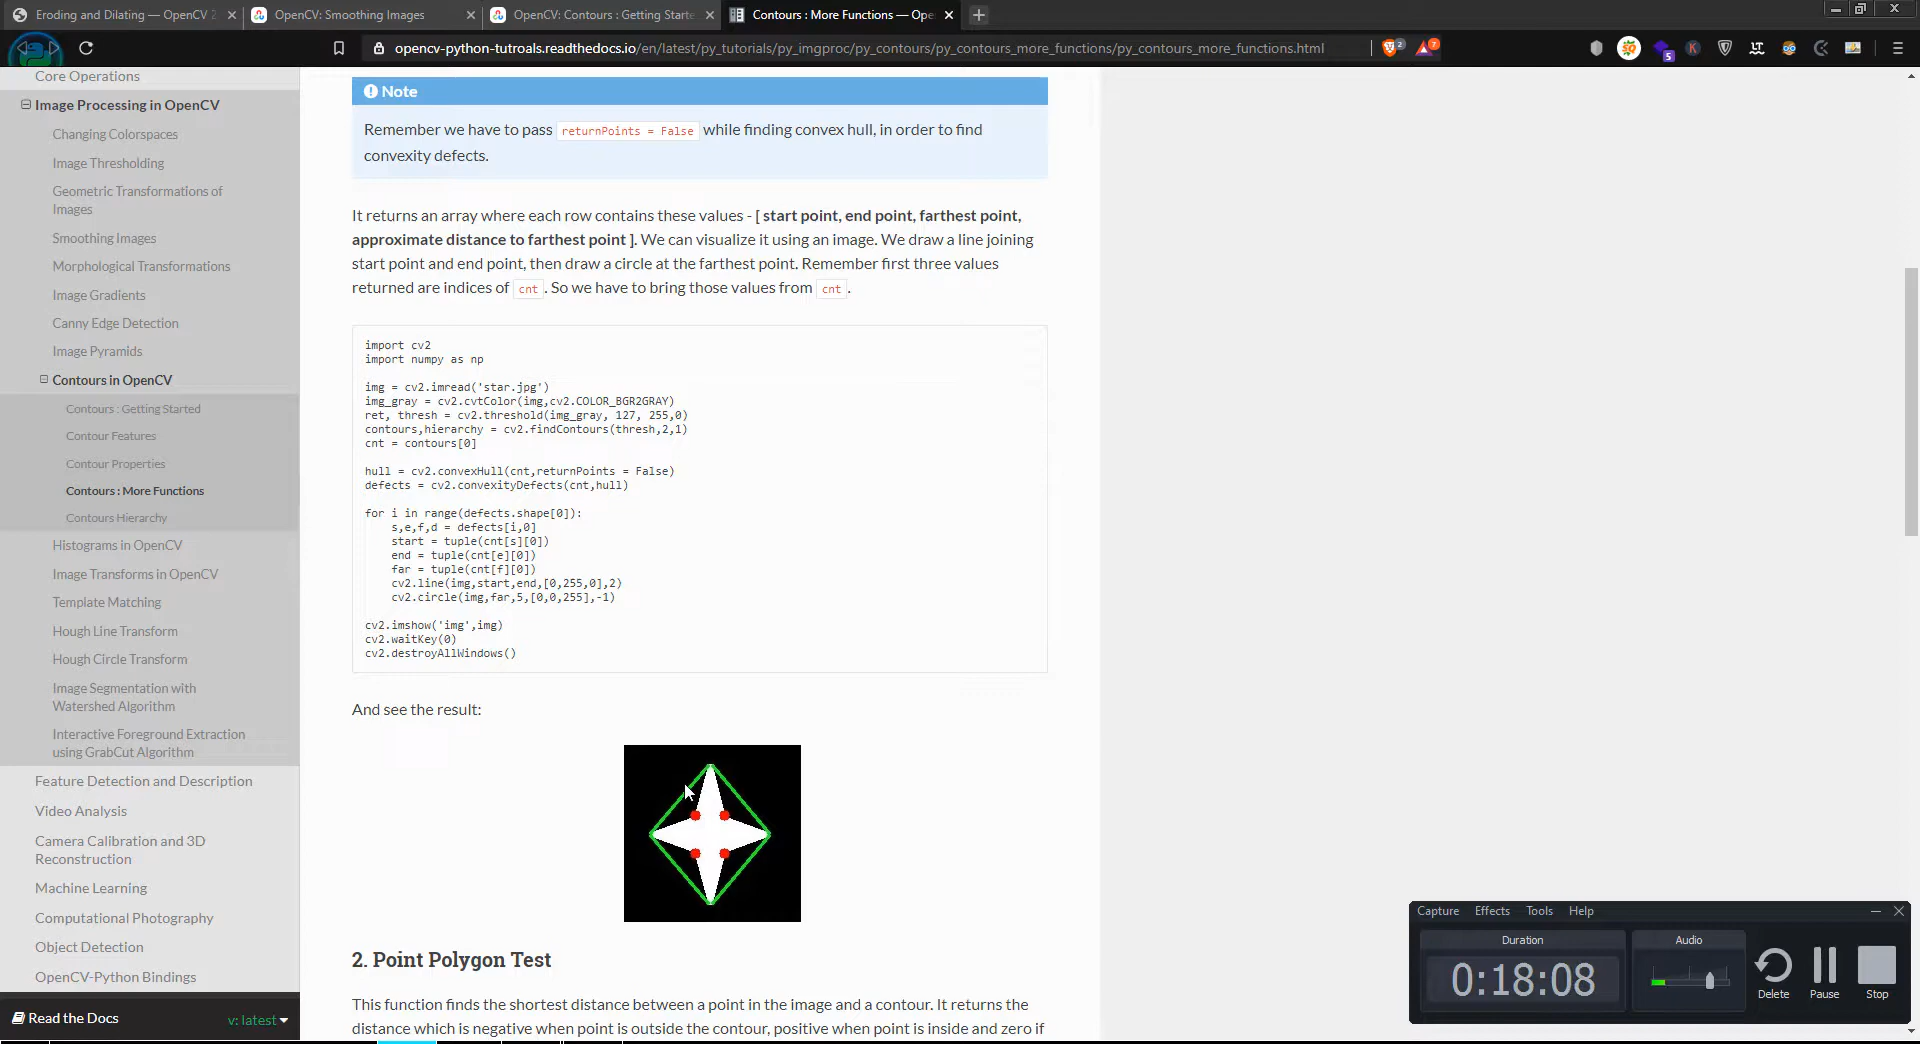 Eroding and Dilating — OpenCV 2
OpenCV: Smoothing Images
OpenCV: Contours : Getting Starte
Contours : More Functions — Ope
opencv-python-tutroals.readthedocs.io/en/latest/py_tutorials/py_imgproc/py_contours/py_contours_more_functions/py_contours_more_functions.html
2
7
SQ
5
K
Core Operations
Image Processing in OpenCV
Changing Colorspaces
Image Thresholding
Geometric Transformations of
Images
Smoothing Images
Morphological Transformations
Image Gradients
Canny Edge Detection
Image Pyramids
Contours in OpenCV
Contours : Getting Started
Contour Features
Contour Properties
Contours : More Functions
Contours Hierarchy
Histograms in OpenCV
Image Transforms in OpenCV
Template Matching
Hough Line Transform
Hough Circle Transform
Image Segmentation with
Watershed Algorithm
Interactive Foreground Extraction
using GrabCut Algorithm
Feature Detection and Description
Video Analysis
Camera Calibration and 3D
Reconstruction
Machine Learning
Computational Photography
Object Detection
OpenCV-Python Bindings
Read the Docs
v: latest
Note
Remember we have to pass returnPoints = False while finding convex hull, in order to find
convexity defects.
It returns an array where each row contains these values - [ start point, end point, farthest point,
approximate distance to farthest point ]. We can visualize it using an image. We draw a line joining
start point and end point, then draw a circle at the farthest point. Remember first three values
returned are indices of cnt . So we have to bring those values from cnt .
import cv2
import numpy as np
img = cv2.imread('star.jpg')
img_gray = cv2.cvtColor(img,cv2.COLOR_BGR2GRAY)
ret, thresh = cv2.threshold(img_gray, 127, 255,0)
contours,hierarchy = cv2.findContours(thresh,2,1)
cnt = contours[0]
hull = cv2.convexHull(cnt,returnPoints = False)
defects = cv2.convexityDefects(cnt,hull)
for i in range(defects.shape[0]):
s,e,f,d = defects[i,0]
start = tuple(cnt[s][0])
end = tuple(cnt[e][0])
far = tuple(cnt[f][0])
cv2.line(img,start,end,[0,255,0],2)
cv2.circle(img,far,5,[0,0,255],-1)
cv2.imshow('img',img)
cv2.waitKey(0)
cv2.destroyAllWindows()
And see the result:
2. Point Polygon Test
This function finds the shortest distance between a point in the image and a contour. It returns the
distance which is negative when point is outside the contour, positive when point is inside and zero if
Capture Effects Tools Help
Duration
0:18:08
Audio
Delete
Pause
Stop